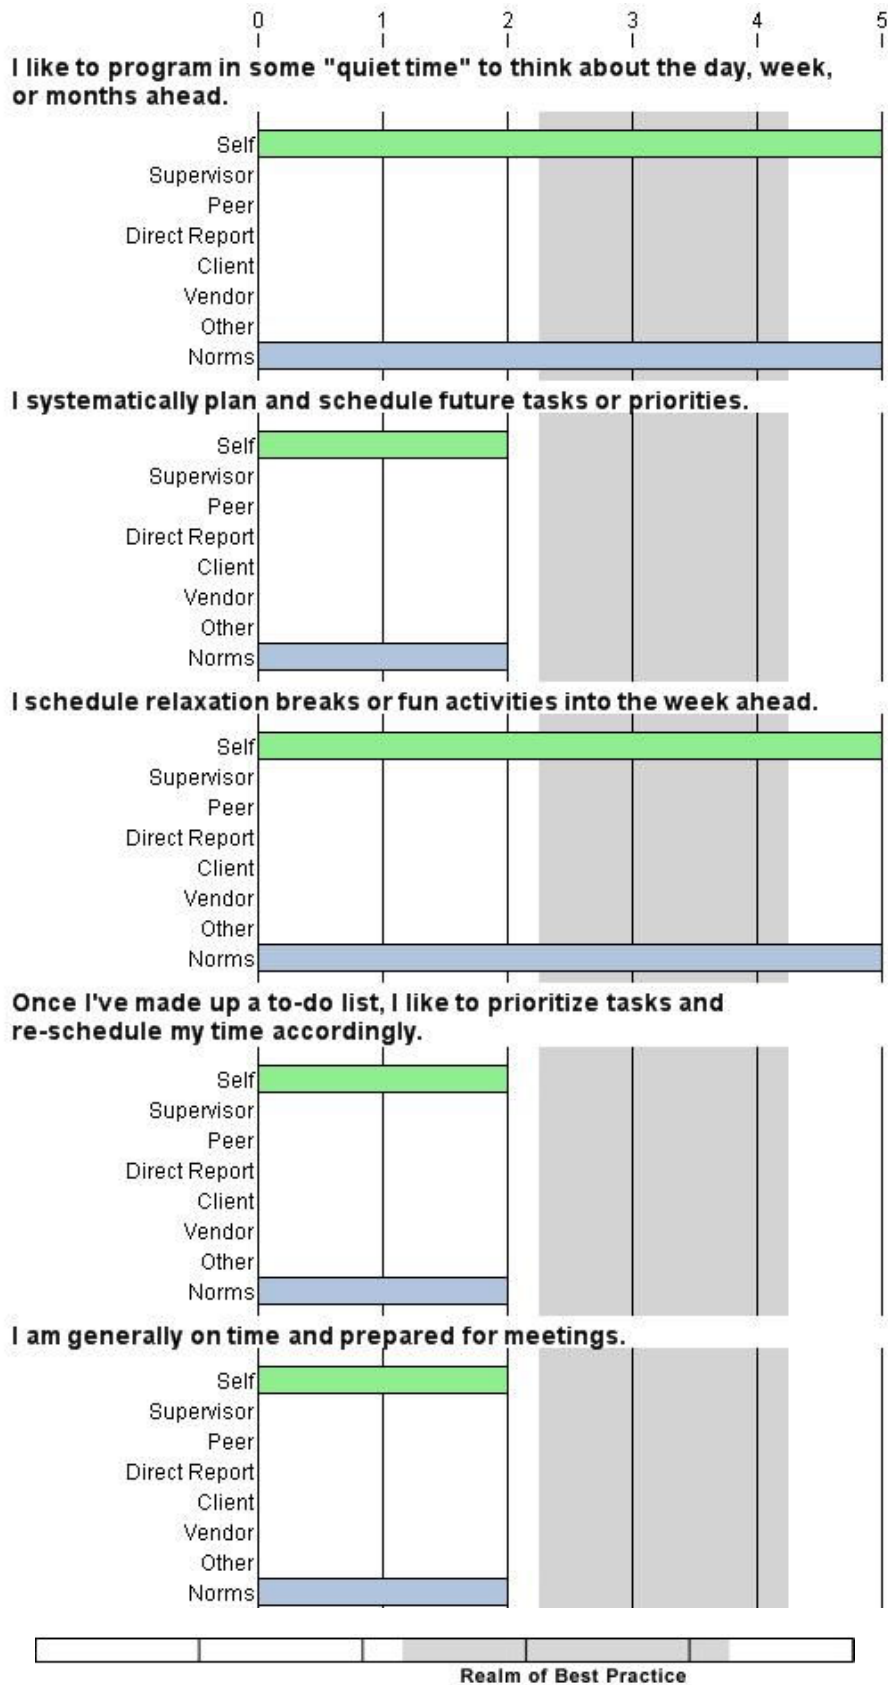 0 1 2 3 4 5
I like to program in some "quiet time" to think about the day, week,
or months ahead.
Self
Supervisor
Peer
Direct Report
Client
Vendor
Other
Norms
I systematically plan and schedule future tasks or priorities.
Self
Supervisor
Peer
Direct Report
Client
Vendor
Other
Norms
I schedule relaxation breaks or fun activities into the week ahead.
Self
Supervisor
Peer
Direct Report
Client
Vendor
Other
Norms
Once I've made up a to-do list, I like to prioritize tasks and
re-schedule my time accordingly.
Self
Supervisor
Peer
Direct Report
Client
Vendor
Other
Norms
I am generally on time and prepared for meetings.
Self
Supervisor
Peer
Direct Report
Client
Vendor
Other
Norms
Realm of Best Practice